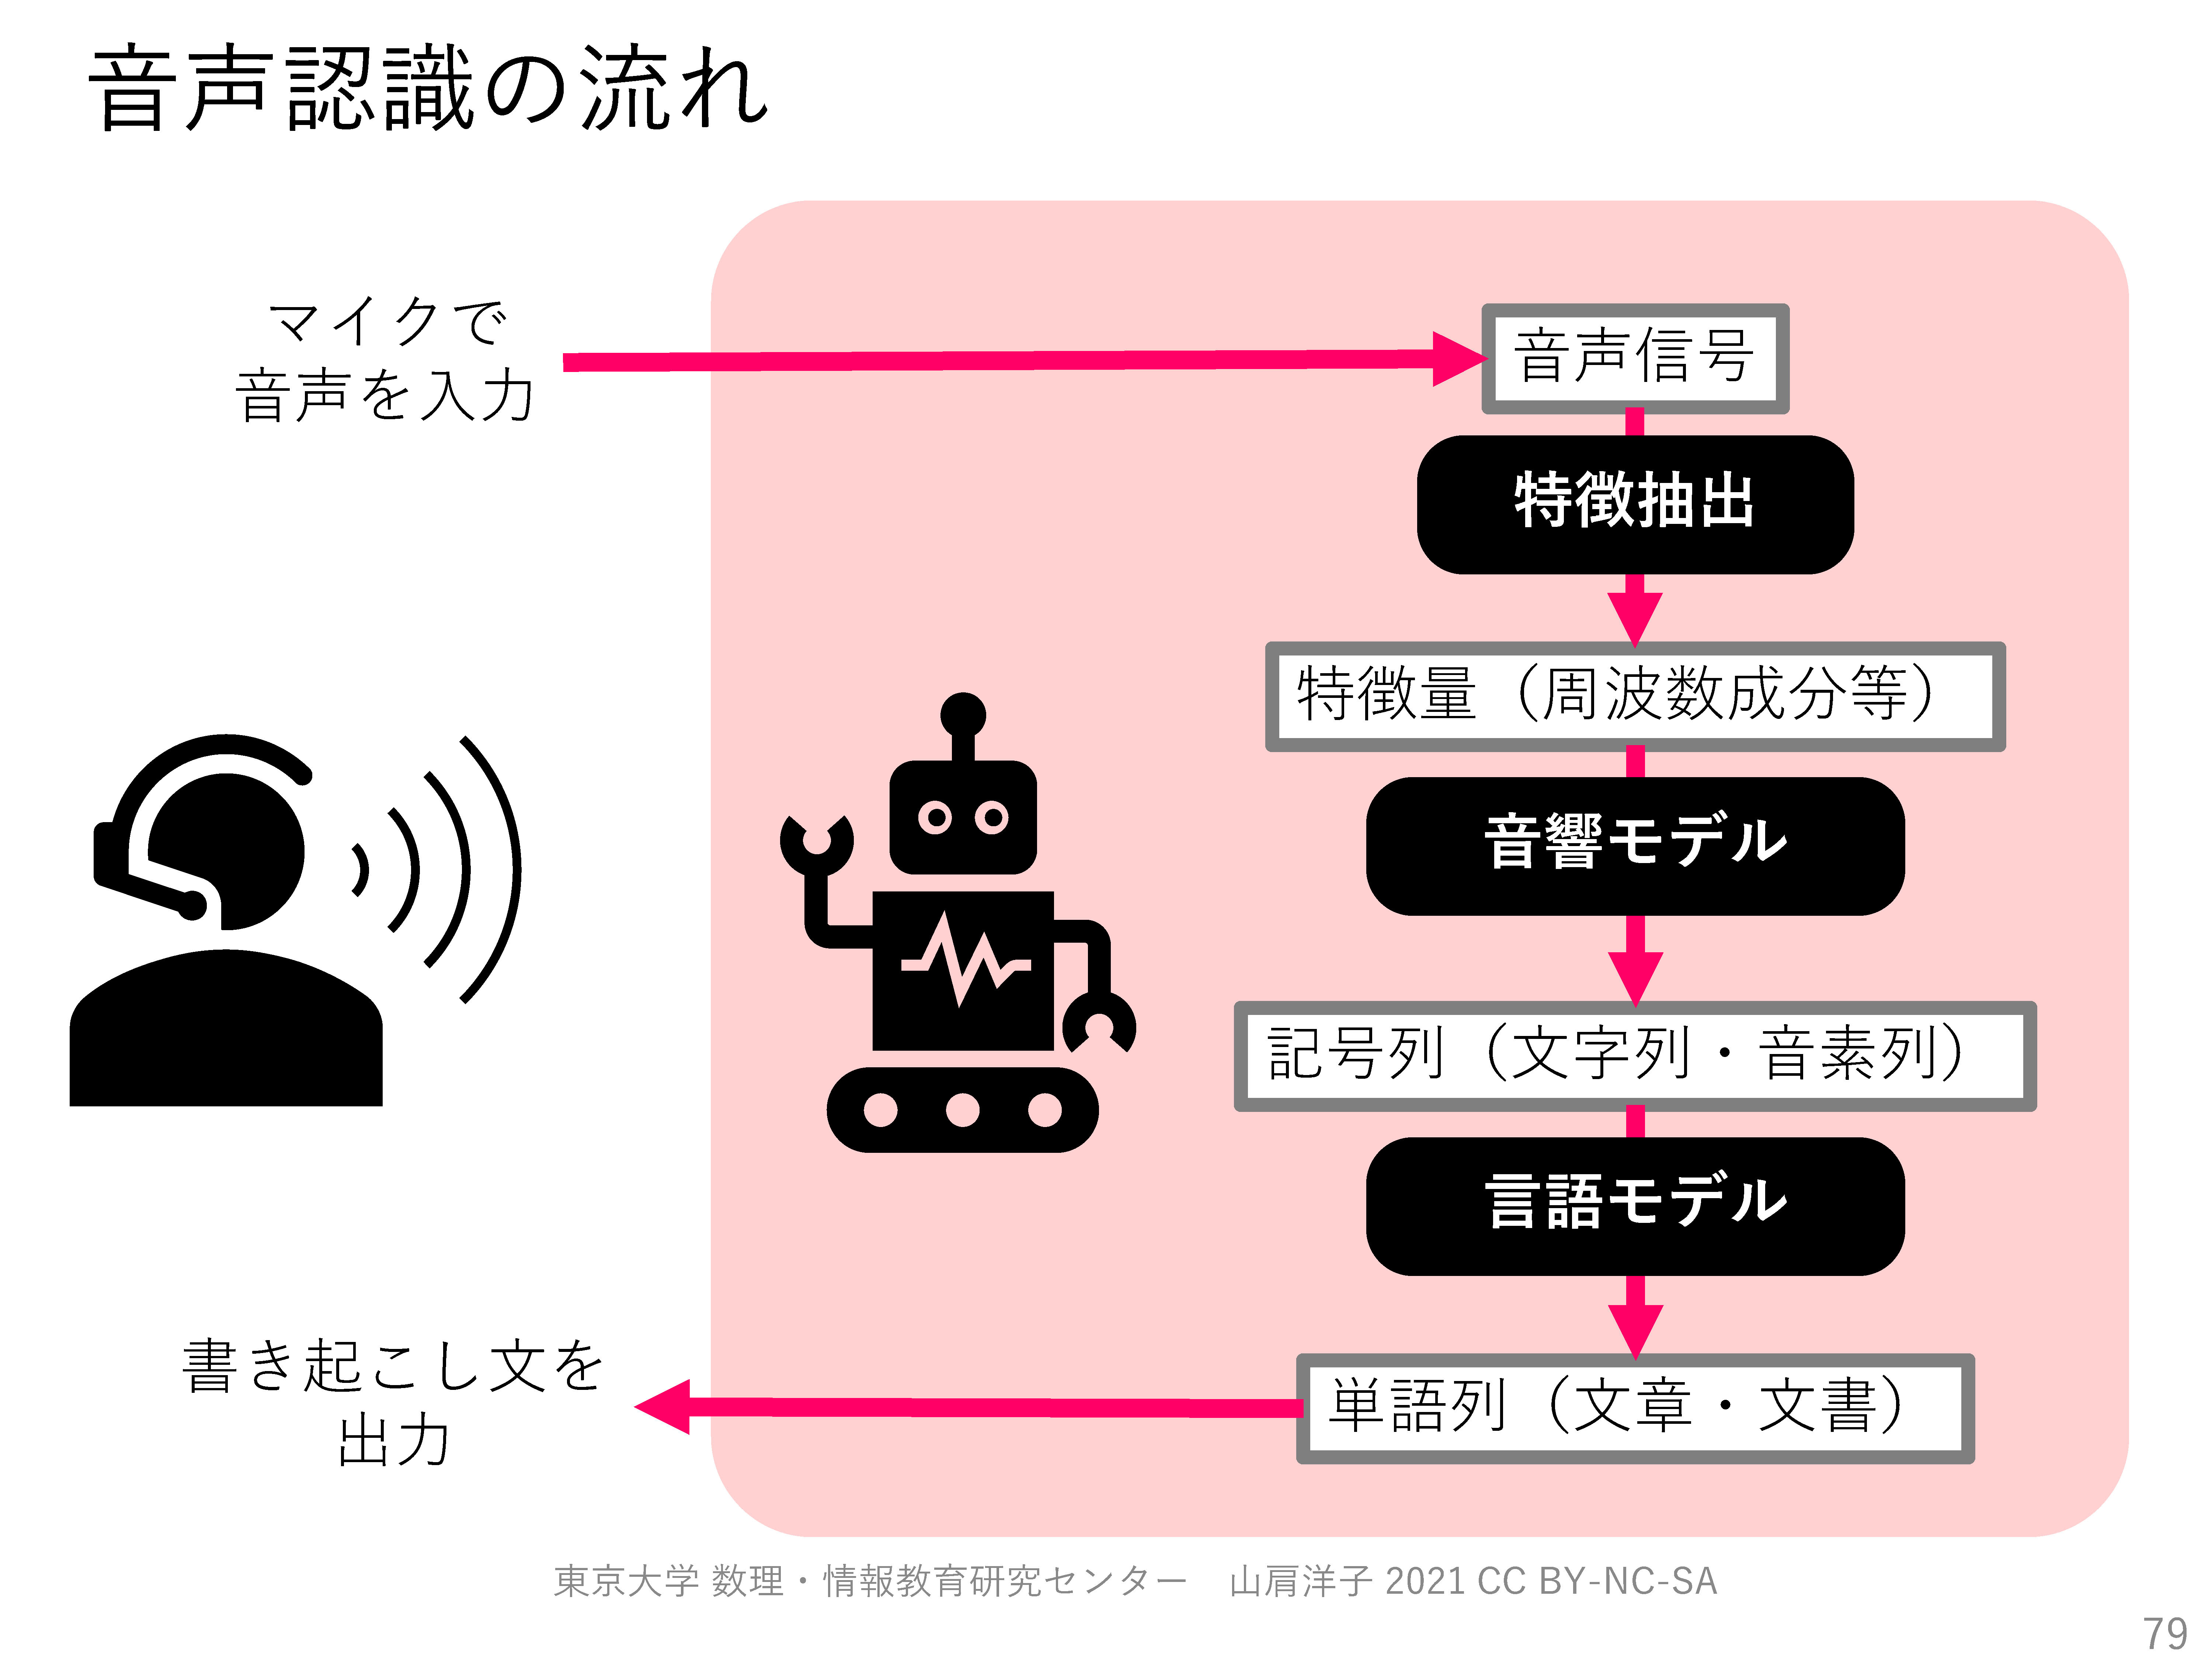 音声認識の流れ
マイクで
音声を入力
音声信号
特徴抽出
特徴量（周波数成分等）
音響モデル
記号列（文字列・音素列）
言語モデル
単語列（文章・文書）
書き起こし文を
出力
東京大学 数理・情報教育研究センター　山肩洋子 2021 CC BY-NC-SA
79